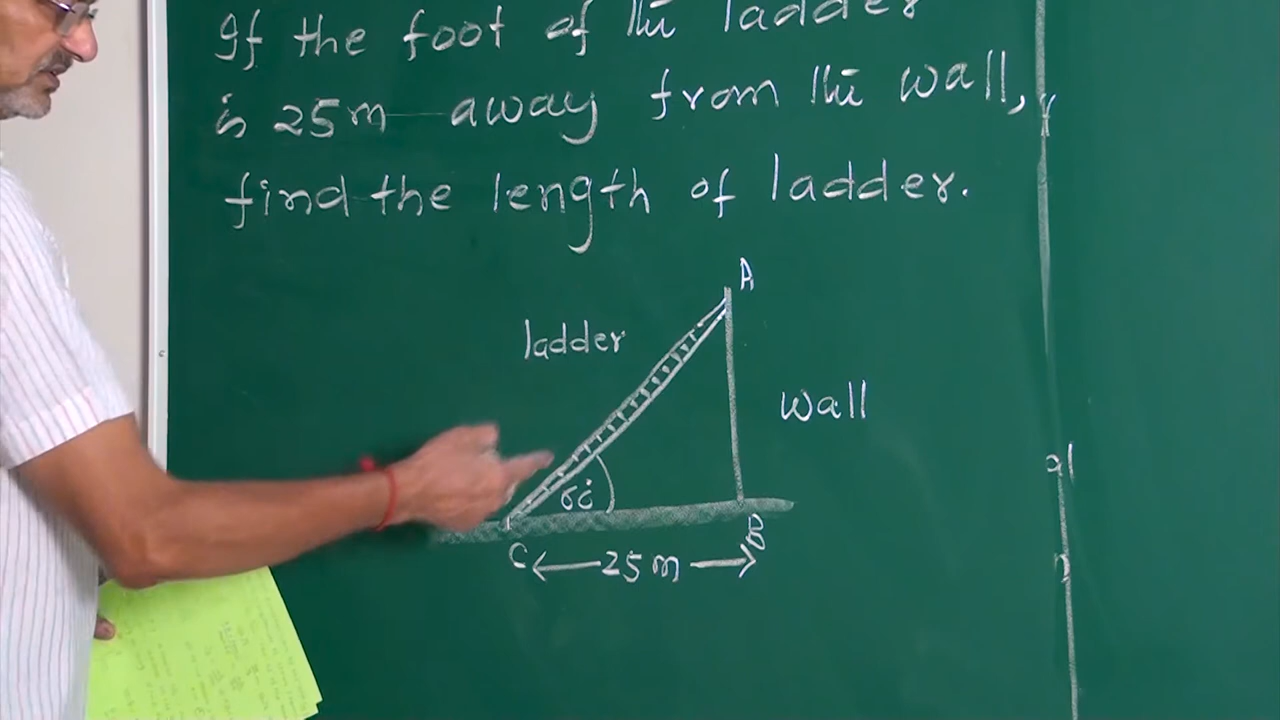 If the foot of the ladder
is 25m away from the wall,
find the length of ladder.
A
ladder
Wall
60°
C
B
25m